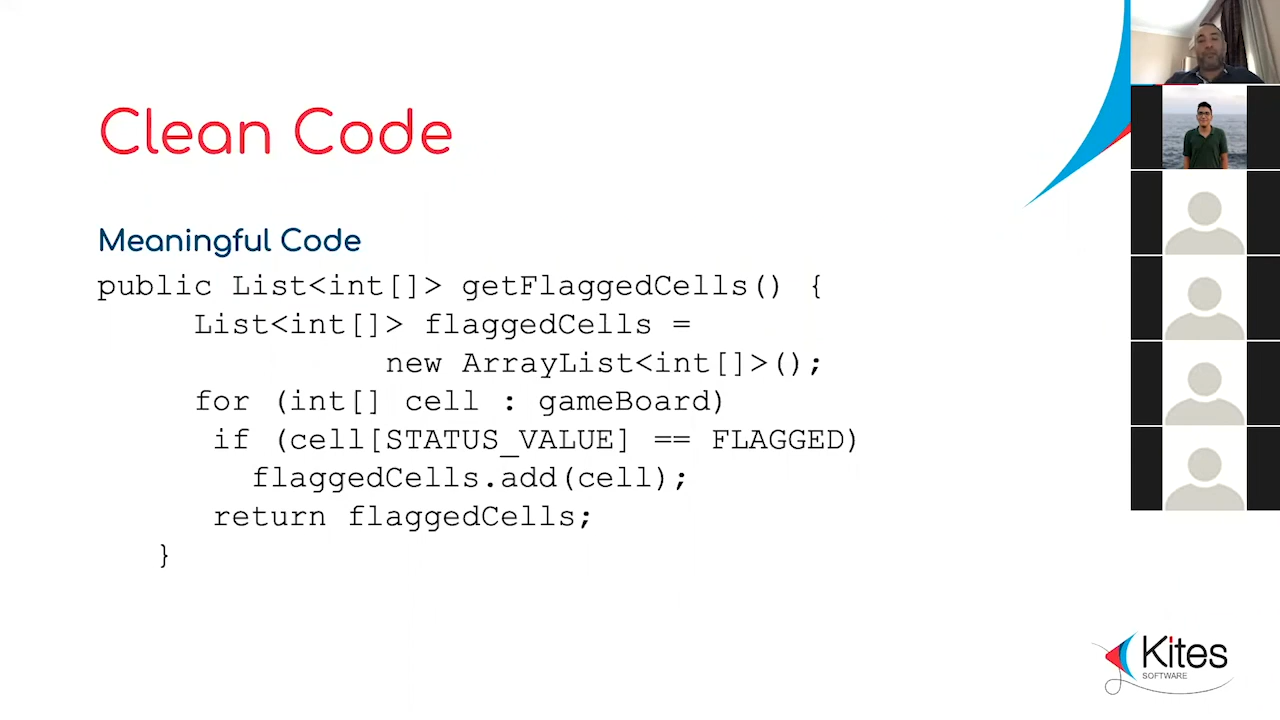 Clean Code
Meaningful Code
public List<int[]> getFlaggedCells() {
List<int[]> flaggedCells =
new ArrayList<int[]>();
for (int[] cell : gameBoard)
if (cell[STATUS_VALUE] == FLAGGED)
flaggedCells.add(cell);
return flaggedCells;
}
Kites
SOFTWARE